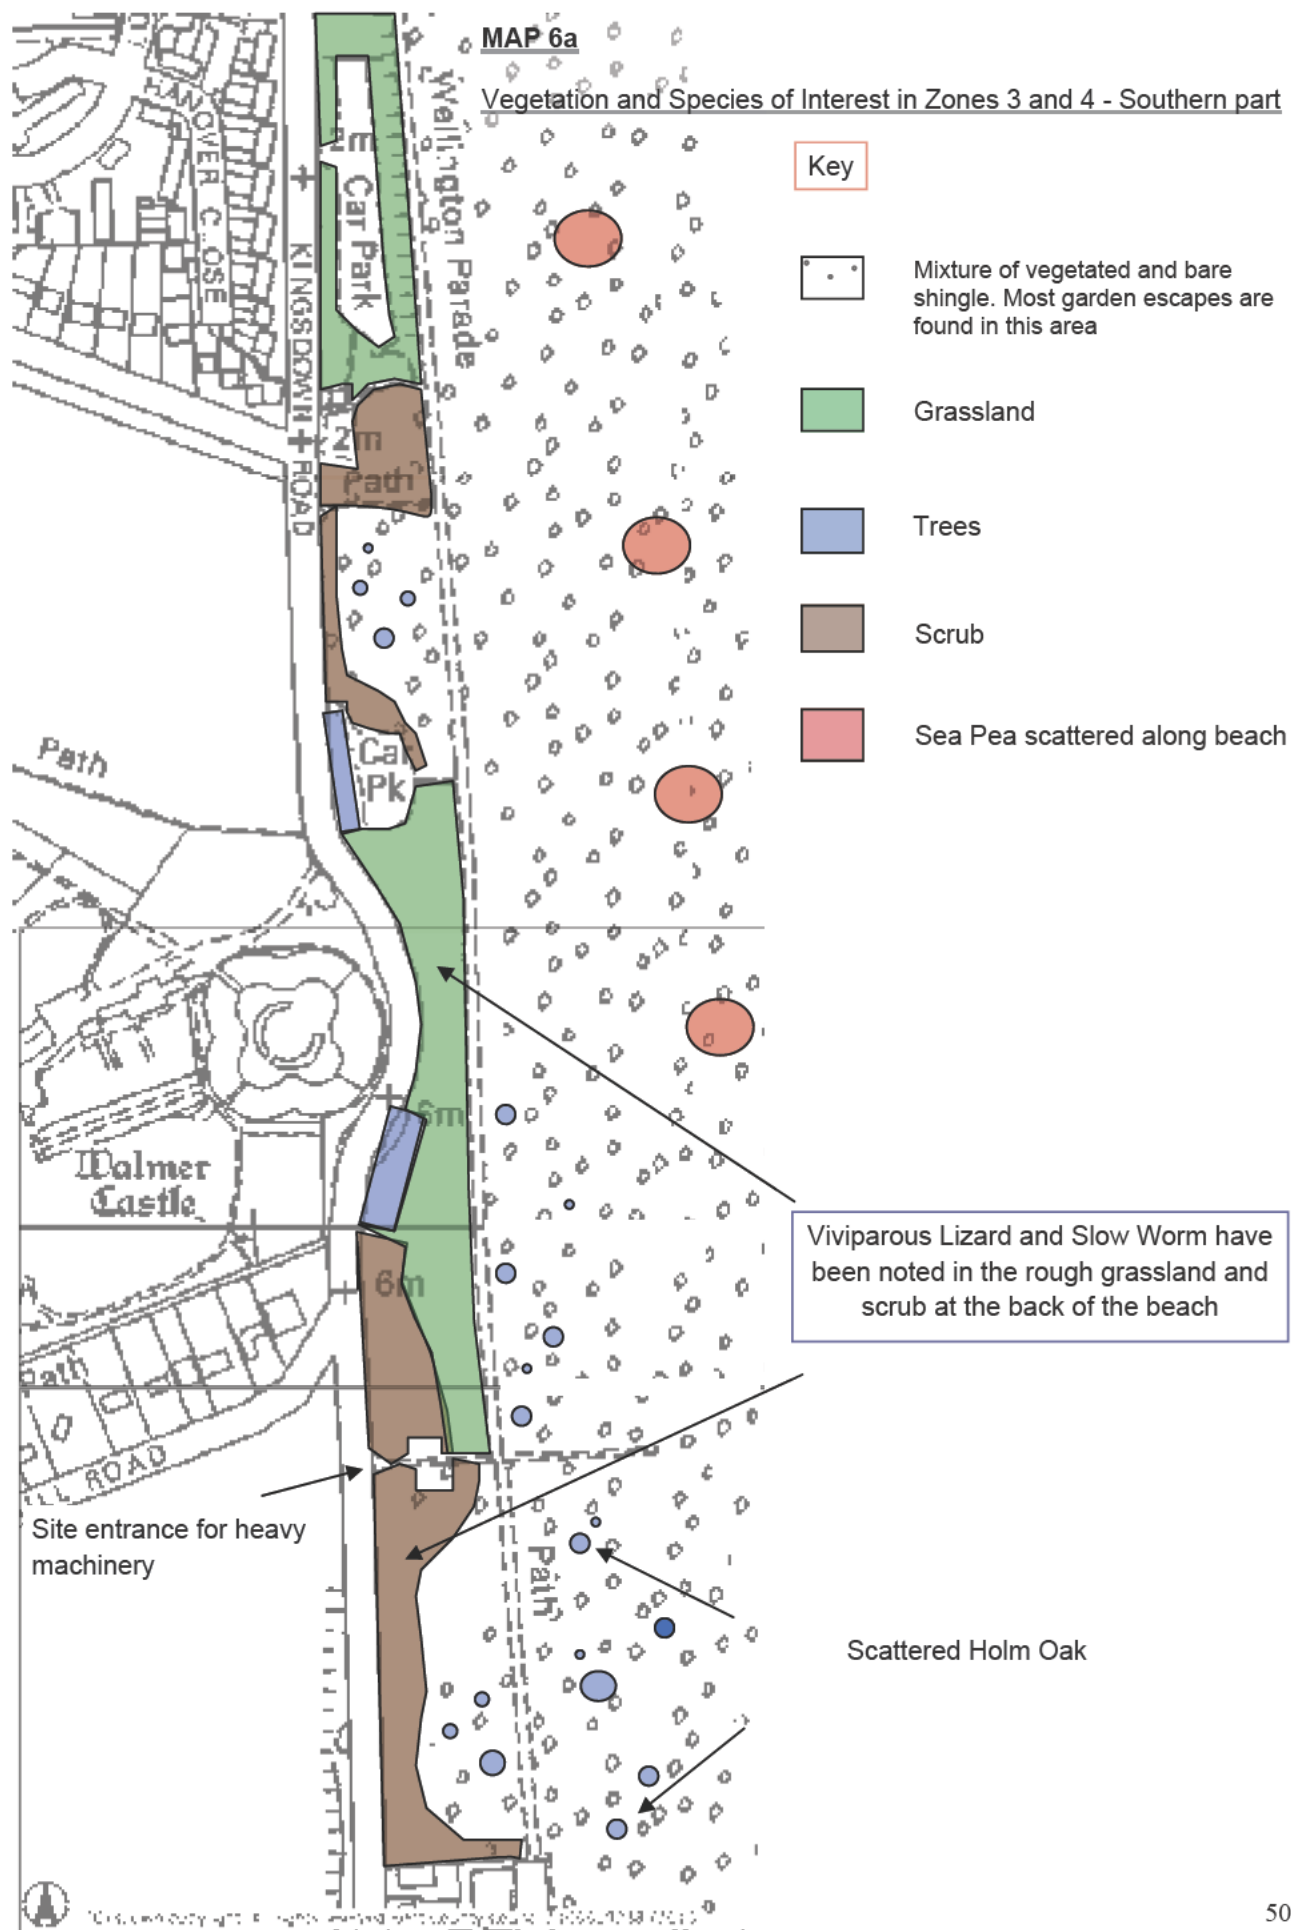 MAP 6a
Vegetation and Species of Interest in Zones 3 and 4 - Southern part
Key
Mixture of vegetated and bare
shingle. Most garden escapes are
found in this area
Grassland
Trees
Scrub
Sea Pea scattered along beach
Wellington Parade
Car Park
KINGSDOWN ROAD
2m
Path
Car
Pk
Path
6m
Walmer
Castle
6m
Path
ROAD
Viviparous Lizard and Slow Worm have
been noted in the rough grassland and
scrub at the back of the beach
Site entrance for heavy
machinery
Path
Scattered Holm Oak
50